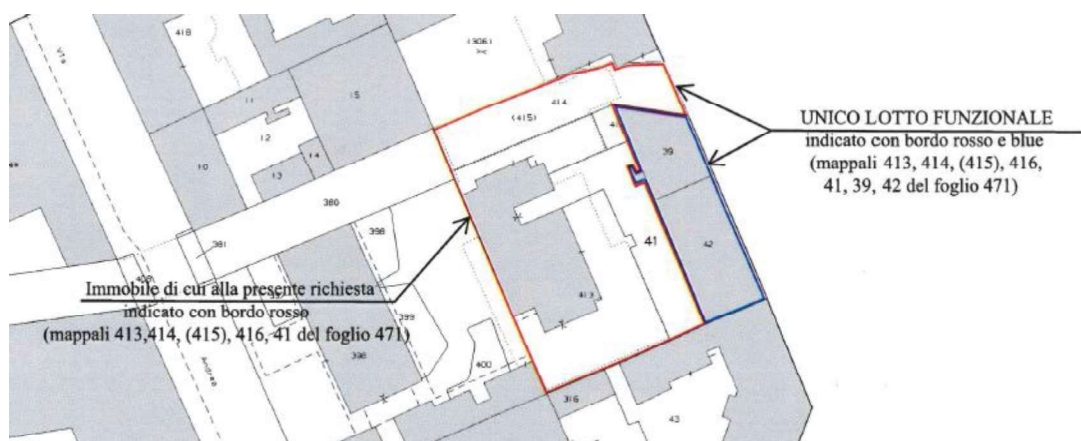 418
Via
(306)
15
11
12
14
13
10
414
(415)
39
42
41
380
381
398
399
398
400
413
316
43
Andrea
UNICO LOTTO FUNZIONALE
indicato con bordo rosso e blue
(mappali 413, 414, (415), 416,
41, 39, 42 del foglio 471)
Immobile di cui alla presente richiesta
indicato con bordo rosso
(mappali 413,414, (415), 416, 41 del foglio 471)